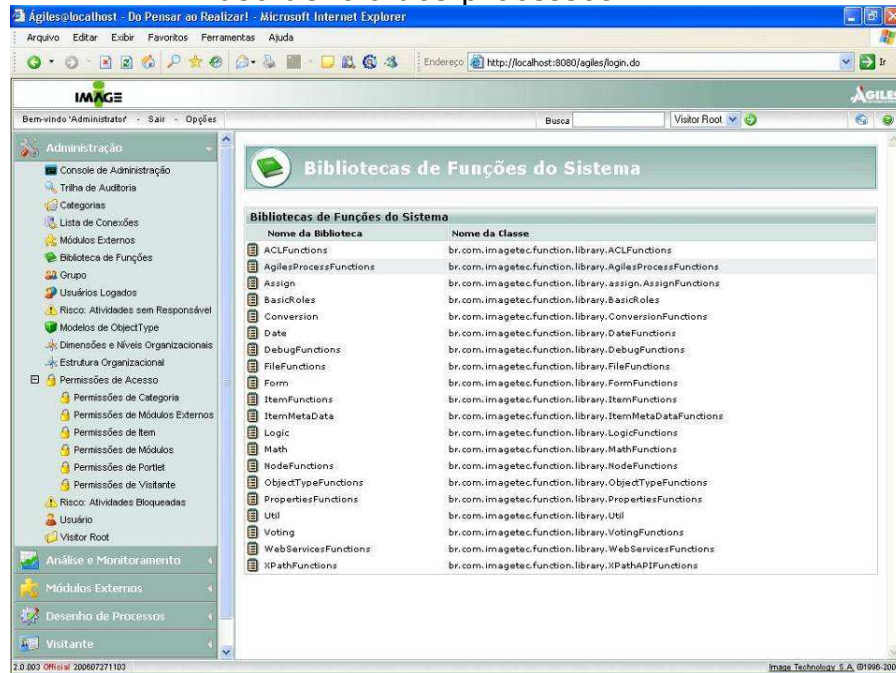 Ágiles@localhost - Do Pensar ao Realizar! - Microsoft Internet Explorer
Arquivo Editar Exibir Favoritos Ferramentas Ajuda
Endereço http://localhost:8080/agiles/login.do Ir
IMAGE ÁGILES
Bem-vindo 'Administrator' - Sair - Opções Busca Visitor Root
Administração
Console de Administração
Trilha de Auditoria
Categorias
Lista de Conexões
Módulos Externos
Biblioteca de Funções
Grupo
Usuários Logados
Risco: Atividades sem Responsável
Modelos de ObjectType
Dimensões e Níveis Organizacionais
Estrutura Organizacional
Permissões de Acesso
Permissões de Categoria
Permissões de Módulos Externos
Permissões de Item
Permissões de Módulos
Permissões de Portlet
Permissões de Visitante
Risco: Atividades Bloqueadas
Usuário
Visitor Root
Análise e Monitoramento
Módulos Externos
Desenho de Processos
Visitante
Bibliotecas de Funções do Sistema
Bibliotecas de Funções do Sistema
Nome da Biblioteca Nome da Classe
ACLFunctions br.com.imagetec.function.library.ACLFunctions
AgilesProcessFunctions br.com.imagetec.function.library.AgilesProcessFunctions
Assign br.com.imagetec.function.library.assign.AssignFunctions
BasicRoles br.com.imagetec.function.library.BasicRoles
Conversion br.com.imagetec.function.library.ConversionFunctions
Date br.com.imagetec.function.library.DateFunctions
DebugFunctions br.com.imagetec.function.library.DebugFunctions
FileFunctions br.com.imagetec.function.library.FileFunctions
Form br.com.imagetec.function.library.FormFunctions
ItemFunctions br.com.imagetec.function.library.ItemFunctions
ItemMetaData br.com.imagetec.function.library.ItemMetaDataFunctions
Logic br.com.imagetec.function.library.LogicFunctions
Math br.com.imagetec.function.library.MathFunctions
NodeFunctions br.com.imagetec.function.library.NodeFunctions
ObjectTypeFunctions br.com.imagetec.function.library.ObjectTypeFunctions
PropertiesFunctions br.com.imagetec.function.library.PropertiesFunctions
Util br.com.imagetec.function.library.Util
Voting br.com.imagetec.function.library.VotingFunctions
WebServicesFunctions br.com.imagetec.function.library.WebServicesFunctions
XPathFunctions br.com.imagetec.function.library.XPathAPIFunctions
2.0.003 Official 200607271103 Image Technology S.A. ©1996-200